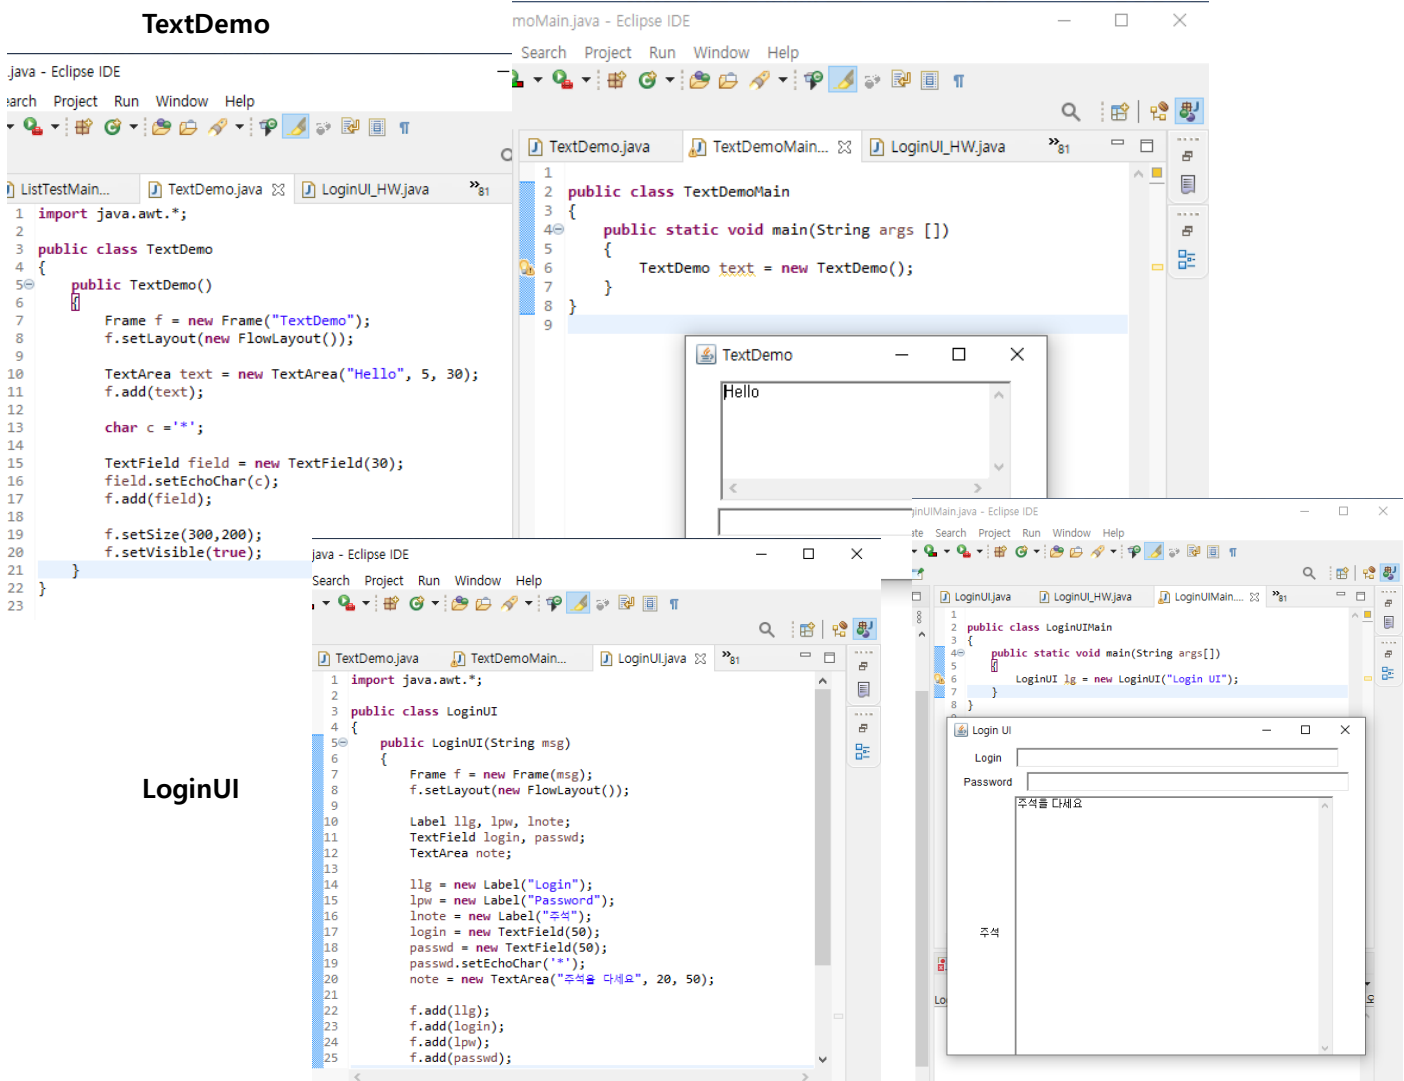 TextDemo
.java - Eclipse IDE
earch Project Run Window Help
ListTestMain... TextDemo.java LoginUI_HW.java »81
1 import java.awt.*;
2
3 public class TextDemo
4 {
5 public TextDemo()
6 {
7 Frame f = new Frame("TextDemo");
8 f.setLayout(new FlowLayout());
9
10 TextArea text = new TextArea("Hello", 5, 30);
11 f.add(text);
12
13 char c ='*';
14
15 TextField field = new TextField(30);
16 field.setEchoChar(c);
17 f.add(field);
18
19 f.setSize(300,200);
20 f.setVisible(true);
21 }
22 }
23
moMain.java - Eclipse IDE
Search Project Run Window Help
TextDemo.java TextDemoMain... LoginUI_HW.java »81
1
2 public class TextDemoMain
3 {
4 public static void main(String args [])
5 {
6 TextDemo text = new TextDemo();
7 }
8 }
9
TextDemo
Hello
LoginUI
java - Eclipse IDE
Search Project Run Window Help
TextDemo.java TextDemoMain... LoginUI.java »81
1 import java.awt.*;
2
3 public class LoginUI
4 {
5 public LoginUI(String msg)
6 {
7 Frame f = new Frame(msg);
8 f.setLayout(new FlowLayout());
9
10 Label llg, lpw, lnote;
11 TextField login, passwd;
12 TextArea note;
13
14 llg = new Label("Login");
15 lpw = new Label("Password");
16 lnote = new Label("주석");
17 login = new TextField(50);
18 passwd = new TextField(50);
19 passwd.setEchoChar('*');
20 note = new TextArea("주석을 다세요", 20, 50);
21
22 f.add(llg);
23 f.add(login);
24 f.add(lpw);
25 f.add(passwd);
ginUIMain.java - Eclipse IDE
ate Search Project Run Window Help
LoginUI.java LoginUI_HW.java LoginUIMain.... »81
1
2 public class LoginUIMain
3 {
4 public static void main(String args[])
5 {
6 LoginUI lg = new LoginUI("Login UI");
7 }
8 }
Login UI
Login
Password
주석을 다세요
주석
Lo